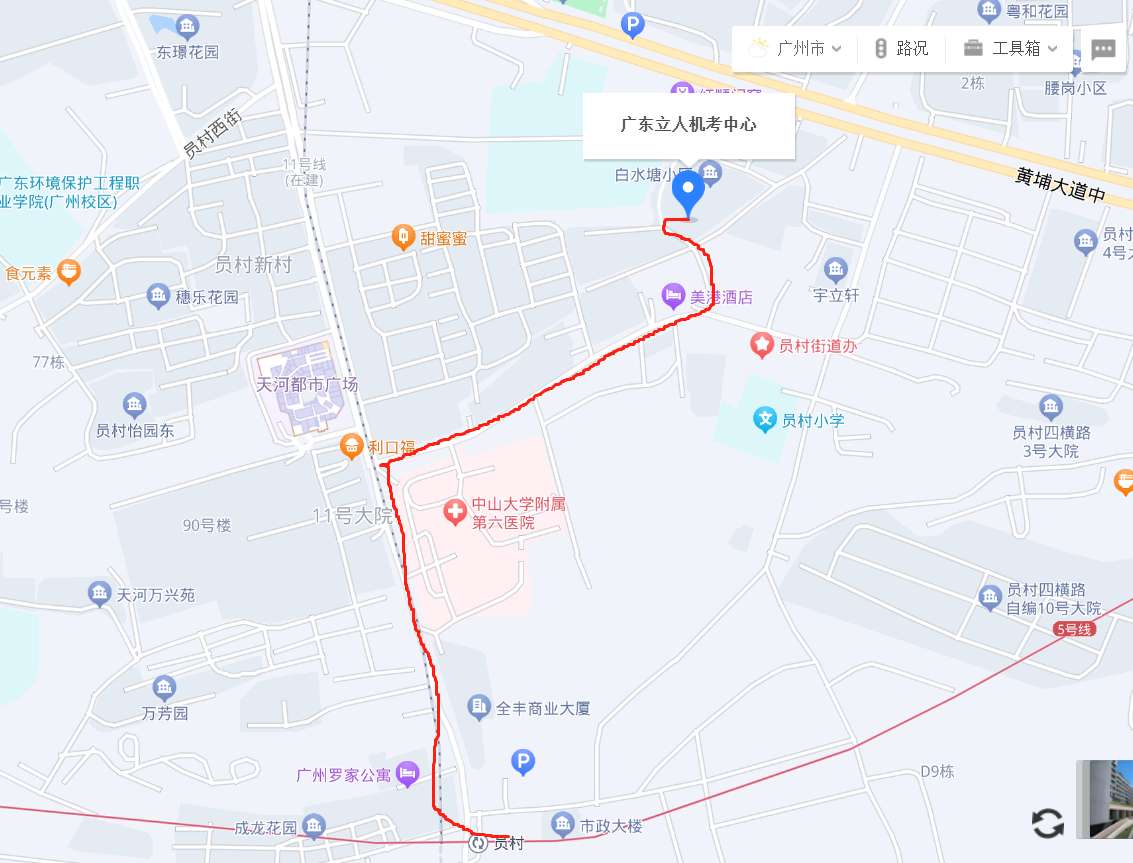 粤和花园
P
东璟花园
广州市
路况
工具箱
2栋
腰岗小区
员村西街
广东立人机考中心
11号线
(在建)
白水塘小区
广东环境保护工程职
业学院(广州校区)
黄埔大道中
甜蜜蜜
员村
4号大
食元素
员村新村
穗乐花园
宇立轩
美港酒店
员村街道办
77栋
天河都市广场
员村怡园东
员村小学
员村四横路
3号大院
利口福
中山大学附属
第六医院
号楼
90号楼
11号大院
天河万兴苑
员村四横路
自编10号大院
5号线
万芳园
全丰商业大厦
P
广州罗家公寓
D9栋
成龙花园
市政大楼
员村